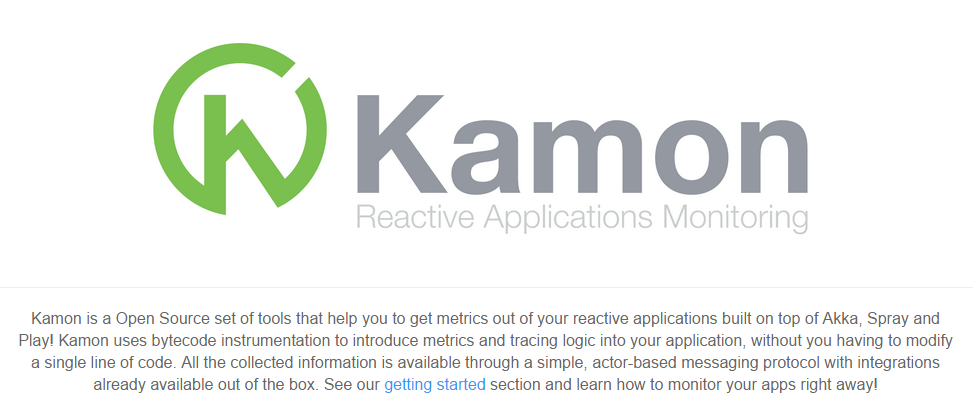 Kamon
Reactive Applications Monitoring
Kamon is a Open Source set of tools that help you to get metrics out of your reactive applications built on top of Akka, Spray and
Play! Kamon uses bytecode instrumentation to introduce metrics and tracing logic into your application, without you having to modify
a single line of code. All the collected information is available through a simple, actor-based messaging protocol with integrations
already available out of the box. See our getting started section and learn how to monitor your apps right away!